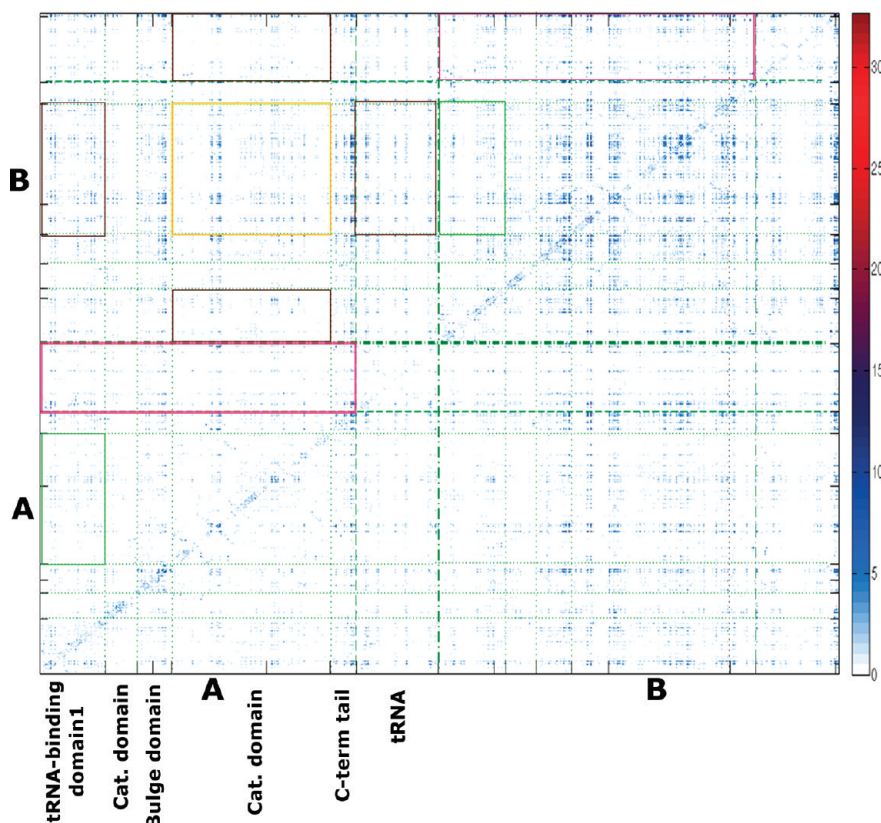 B
A
30
25
20
15
10
5
0
A
B
tRNA-binding
domain1
Cat. domain
Bulge domain
Cat. domain
C-term tail
tRNA